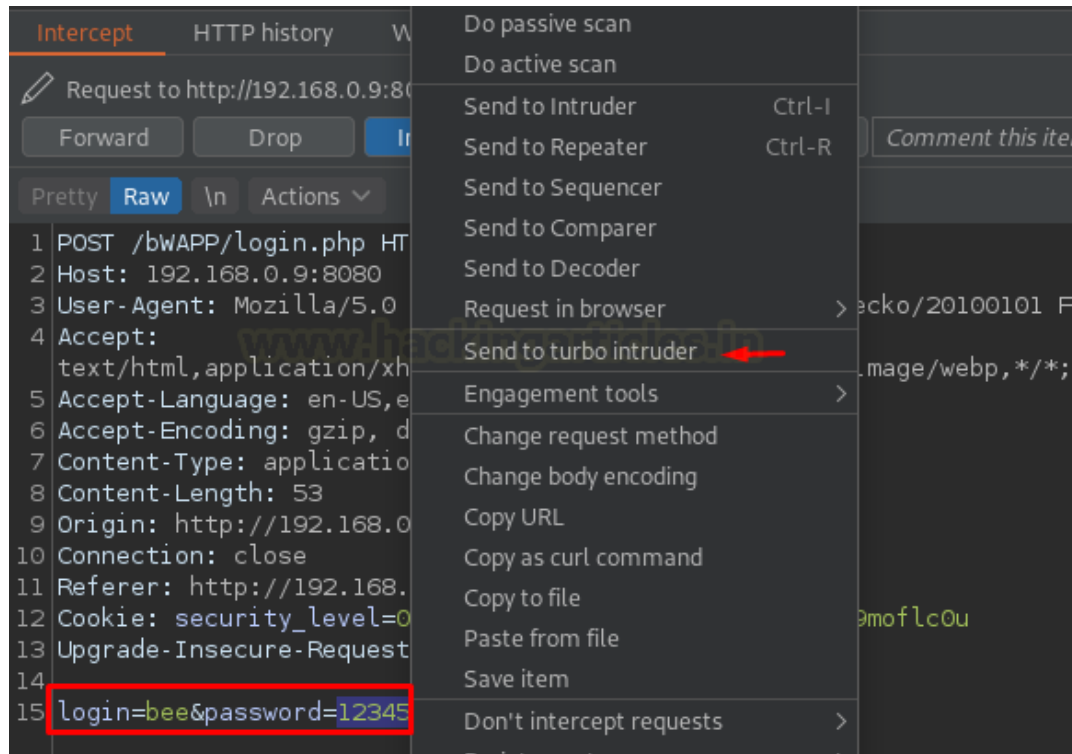 Intercept HTTP history W
Request to http://192.168.0.9:80
Forward Drop In Comment this ite
Pretty Raw \n Actions
1 POST /bWAPP/login.php HT
2 Host: 192.168.0.9:8080
3 User-Agent: Mozilla/5.0 ecko/20100101 F
4 Accept:
text/html,application/xh image/webp,*/*;
5 Accept-Language: en-US,e
6 Accept-Encoding: gzip, d
7 Content-Type: applicatio
8 Content-Length: 53
9 Origin: http://192.168.0
10 Connection: close
11 Referer: http://192.168.
12 Cookie: security_level=0 9moflc0u
13 Upgrade-Insecure-Request
14
15 login=bee&password=12345
Do passive scan
Do active scan
Send to Intruder Ctrl-I
Send to Repeater Ctrl-R
Send to Sequencer
Send to Comparer
Send to Decoder
Request in browser
Send to turbo intruder
Engagement tools
Change request method
Change body encoding
Copy URL
Copy as curl command
Copy to file
Paste from file
Save item
Don't intercept requests
www.hackingarticles.in